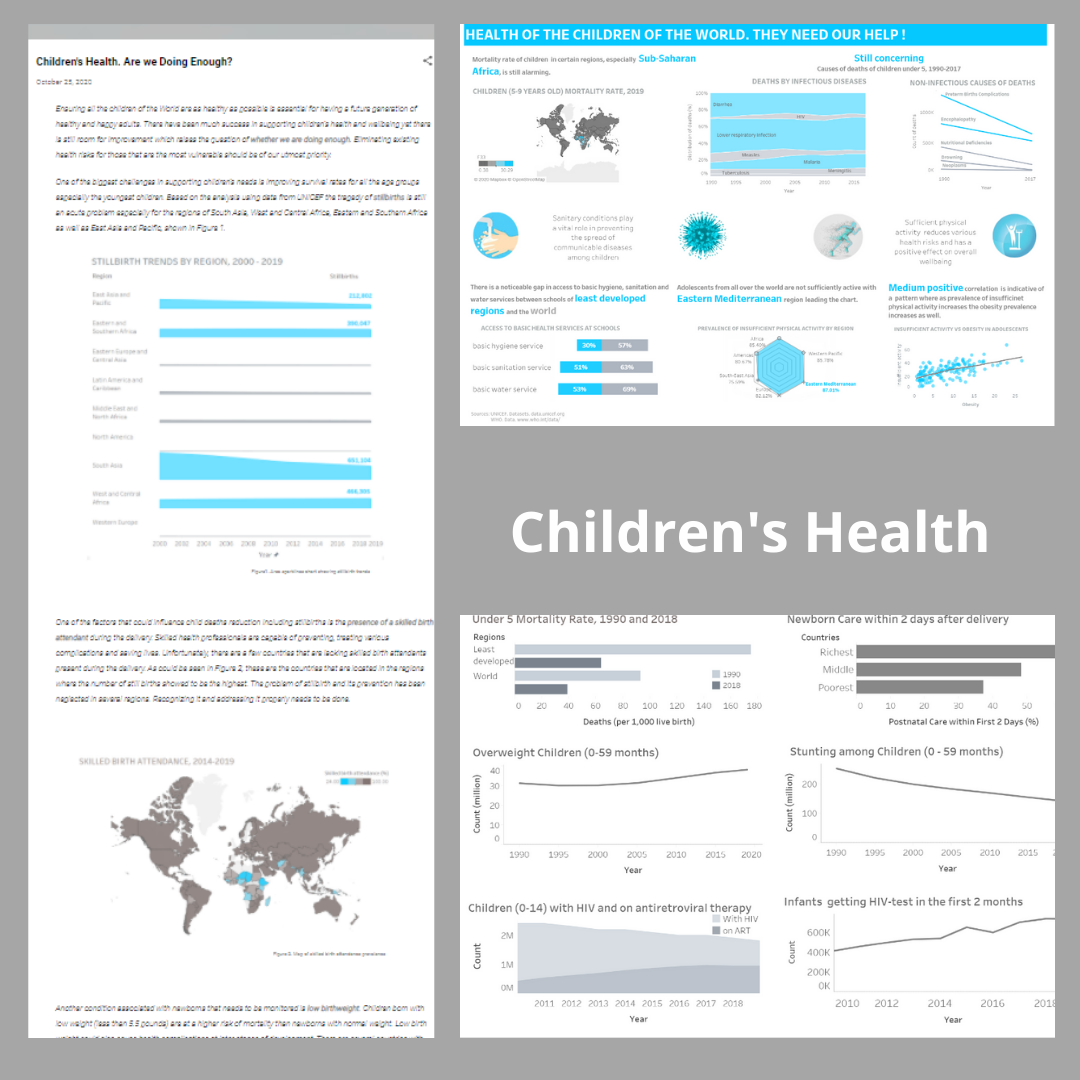 Children's Health. Are we Doing Enough?
October 25, 2020
Ensuring all the children of the World are as healthy as possible is essential for having a future generation of
healthy and happy adults. There have been much success in supporting children's health and wellbeing yet there
is still room for improvement which raises the question of whether we are doing enough. Eliminating existing
health risks for those that are the most vulnerable should be of our utmost priority.
One of the biggest challenges in supporting children's needs is improving survival rates for all the age groups
especially the youngest children. Based on the analysis using data from UNICEF the tragedy of stillbirths is still
an acute problem especially for the regions of South Asia, West and Central Africa, Eastern and Southern Africa
as well as East Asia and Pacific, shown in Figure 1.
STILLBIRTH TRENDS BY REGION, 2000 - 2019
Region Stillbirths
East Asia and
Pacific
Eastern and
Southern Africa
Eastern Europe and
Central Asia
Latin America and
Caribbean
Middle East and
North Africa
North America
South Asia
West and Central
Africa
Western Europe
2000 2002 2004 2006 2008 2010 2012 2014 2016 2018 2019
Year
One of the factors that could influence child deaths reduction including stillbirths is the presence of a skilled birth
attendant during the delivery. Skilled health professionals are capable of preventing, treating various
complications and saving lives. Unfortunately, there are a few countries that are lacking skilled birth attendants
present during the delivery. As could be seen in Figure 2, these are the countries that are located in the regions
where the number of still births showed to be the highest. The problem of stillbirth and its prevention has been
neglected in several regions. Recognizing it and addressing it properly needs to be done.
SKILLED BIRTH ATTENDANCE, 2014-2019
Skilled birth attendance (%)
Figure 2. Map of skilled birth attendance prevalence
Another condition associated with newborns that needs to be monitored is low birthweight. Children born with
low weight (less than 5.5 pounds) are at a higher risk of mortality than newborns with normal weight. Low birth
HEALTH OF THE CHILDREN OF THE WORLD. THEY NEED OUR HELP !
Mortality rate of children in certain regions, especially Sub-Saharan
Africa, is still alarming,
CHILDREN (5-9 YEARS OLD) MORTALITY RATE, 2019
Still concerning
Causes of deaths of children under 5, 1990-2017
DEATHS BY INFECTIOUS DISEASES
120%
80%
60%
40%
20%
0%
Diarrhea
HIV
Lower respiratory infection
Measles
Malaria
Meningitis
1990 1995 2000 2005 2010 2015
Year
NON-INFECTIOUS CAUSES OF DEATHS
Preterm Births Complications
Encephalopathy
Nutritional Deficiencies
Drowning
Neoplasms
0K
1990 2017
Year
Sanitary conditions play
a vital role in preventing
the spread of
communicable diseases
among children
Sufficient physical
activity reduces various
health risks and has a
positive effect on overall
wellbaing
There is a noticeable gap in access to basic hygiene, sanitation and
water services between schools of least developed
regions and the world
ACCESS TO BASIC HEALTH SERVICES AT SCHOOLS
basic hygiene service 30% 57%
basic sanitation service 51% 63%
basic water service 53% 69%
Adolescents from all over the world are not sufficiently active with
Eastern Mediterranean region leading the chart.
PREVALENCE OF INSUFFICIENT PHYSICAL ACTIVITY BY REGION
Africa
Americas
Western Pacific
South-East Asia
Eastern Mediterranean
87.01%
Europe
Medium positive correlation is indicative of
a pattern where as prevalence of insufficinet
physical activity increases the obesity prevalence
increases as well.
INSUFFICIENT ACTIVITY VS OBESITY IN ADOLESCENTS
0 5 10 15 20 25
Obesity
Children's Health
Under 5 Mortality Rate, 1990 and 2018
Regions
Least
developed
World
1990
2018
0 20 40 60 80 100 120 140 160 180
Deaths (per 1,000 live birth)
Newborn Care within 2 days after delivery
Countries
Richest
Middle
Poorest
0 10 20 30 40 50
Postnatal Care within First 2 Days (%)
Overweight Children (0-59 months)
Count (million)
40
30
20
10
0
1990 1995 2000 2005 2010 2015 2020
Year
Stunting among Children (0 - 59 months)
Count (million)
200
100
0
1990 1995 2000 2005 2010 2015
Year
Children (0-14) with HIV and on antiretroviral therapy
With HIV
on ART
Count
2M
1M
0M
2011 2012 2013 2014 2015 2016 2017 2018
Year
Infants getting HIV-test in the first 2 months
Count
600K
400K
200K
0K
2010 2012 2014 2016 2018
Year